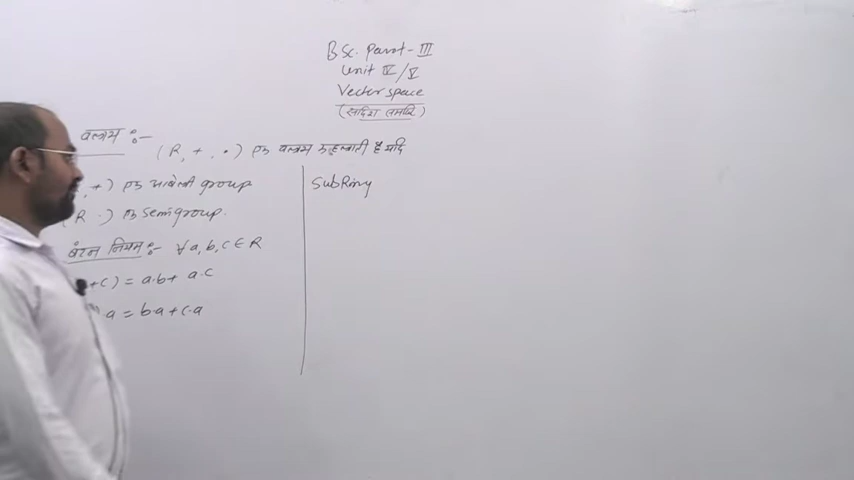 B Sc. Part - III
Unit IV/V
Vector space
(सदिश समष्टि)
वलय :-
(R, +, •) एक वलय कहलाती है यदि
, +) एक आबेली group
(R ·) एक semigroup.
बंटन नियम :- ∀ a, b, c ∈ R
+c) = a·b + a·c
·a = b·a + c·a
SubRing